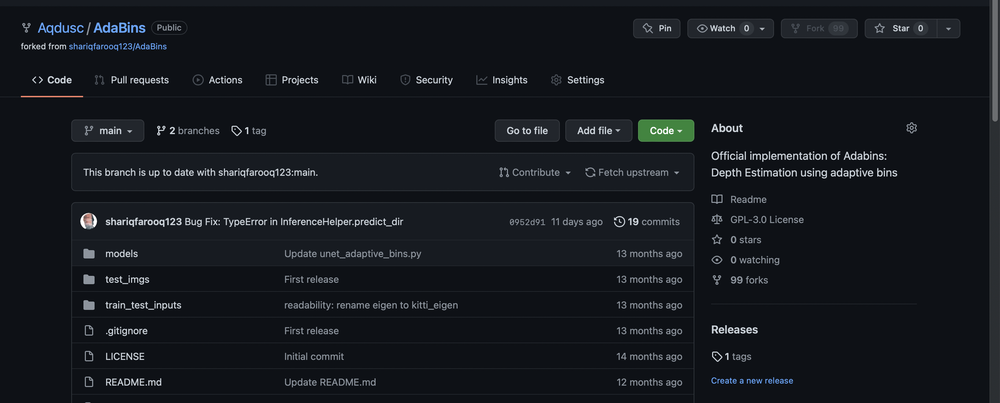 Aqdusc / AdaBins Public
Pin Watch 0 Fork 99 Star 0
forked from shariqfarooq123/AdaBins
Code Pull requests Actions Projects Wiki Security Insights Settings
main 2 branches 1 tag Go to file Add file Code
This branch is up to date with shariqfarooq123:main. Contribute Fetch upstream
shariqfarooq123 Bug Fix: TypeError in InferenceHelper.predict_dir 0952d91 11 days ago 19 commits
models Update unet_adaptive_bins.py 13 months ago
test_imgs First release 13 months ago
train_test_inputs readability: rename eigen to kitti_eigen 13 months ago
.gitignore First release 13 months ago
LICENSE Initial commit 14 months ago
README.md Update README.md 12 months ago
About
Official implementation of Adabins:
Depth Estimation using adaptive bins
Readme
GPL-3.0 License
0 stars
0 watching
99 forks
Releases
1 tags
Create a new release